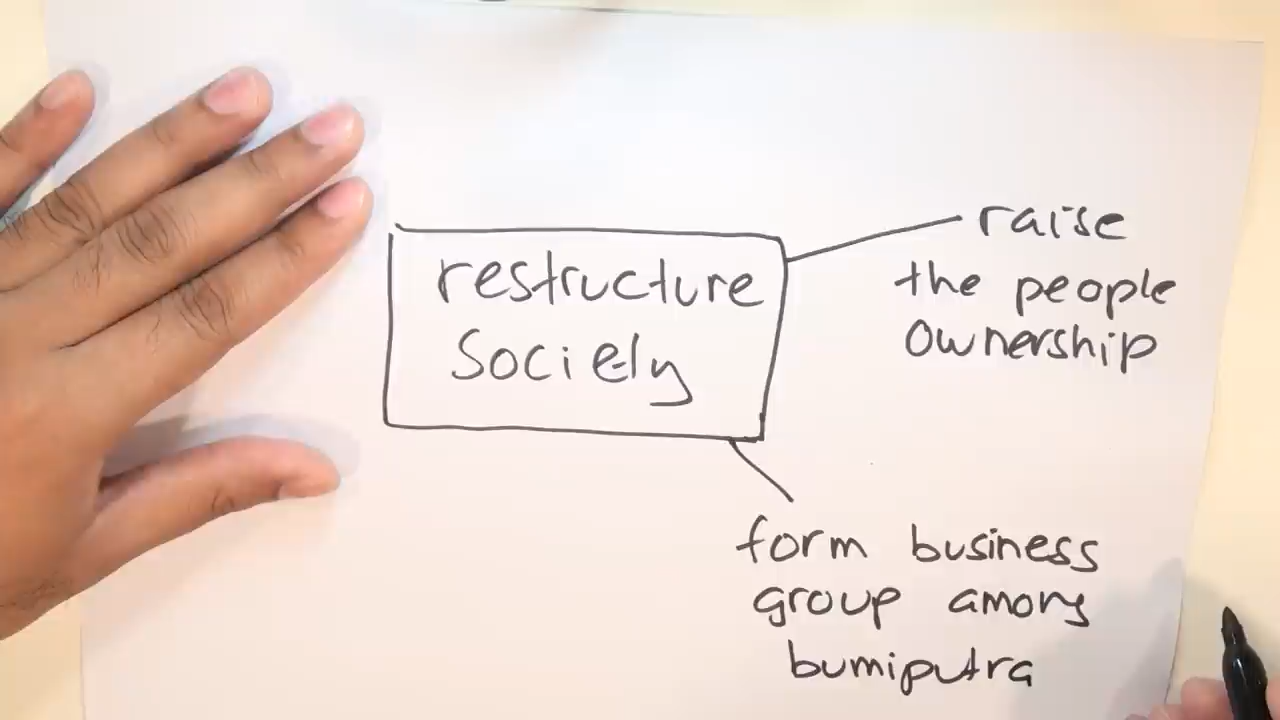 restructure
Society
raise
the people
ownership
form business
group among
bumiputra